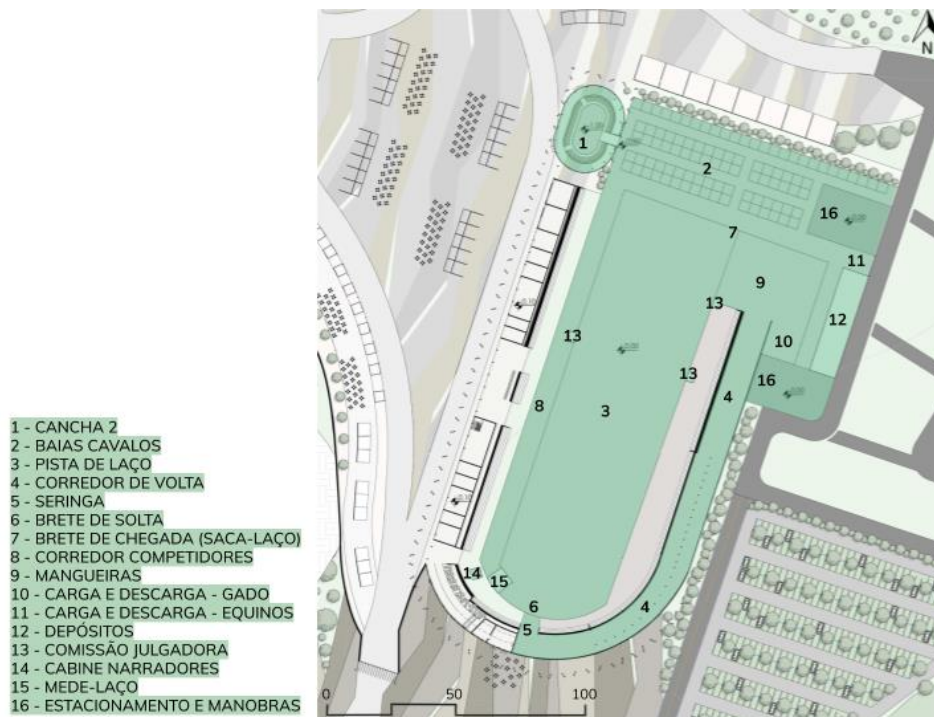 N
1
2
16
7
11
9
13
12
13
10
13
16
4
8
3
14
15
6
4
5
0 50 100
1 - CANCHA 2
2 - BAIAS CAVALOS
3 - PISTA DE LAÇO
4 - CORREDOR DE VOLTA
5 - SERINGA
6 - BRETE DE SOLTA
7 - BRETE DE CHEGADA (SACA-LAÇO)
8 - CORREDOR COMPETIDORES
9 - MANGUEIRAS
10 - CARGA E DESCARGA - GADO
11 - CARGA E DESCARGA - EQUINOS
12 - DEPÓSITOS
13 - COMISSÃO JULGADORA
14 - CABINE NARRADORES
15 - MEDE-LAÇO
16 - ESTACIONAMENTO E MANOBRAS